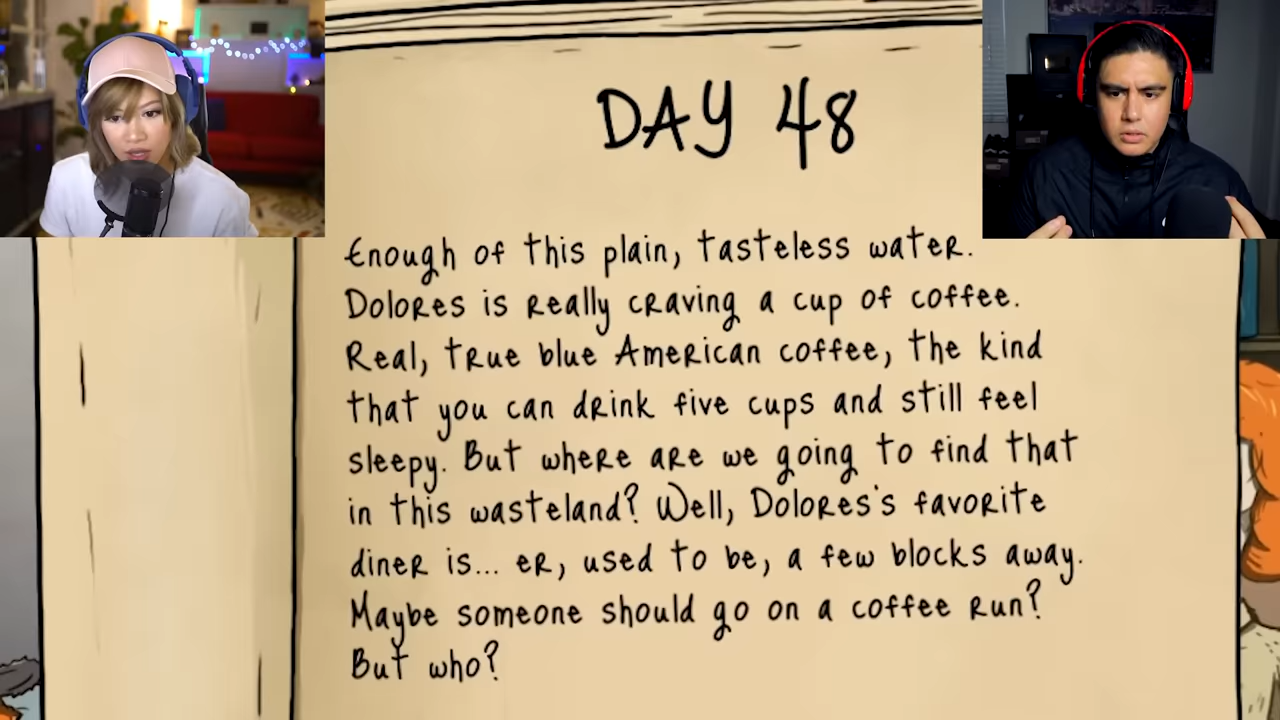 DAY 48
Enough of this plain, tasteless water.
Dolores is really craving a cup of coffee.
Real, true blue American coffee, the kind
that you can drink five cups and still feel
sleepy. But where are we going to find that
in this wasteland? Well, Dolores's favorite
diner is... er, used to be, a few blocks away.
Maybe someone should go on a coffee run?
But who?